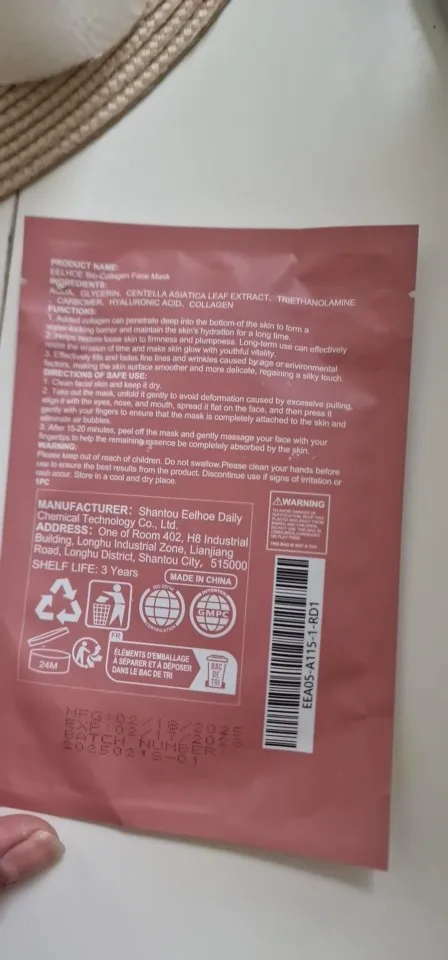 PRODUCT NAME:
EELHOE Bio-Collagen Face Mask
INGREDIENTS:
AQUA, GLYCERIN, CENTELLA ASIATICA LEAF EXTRACT, TRIETHANOLAMINE
, CARBOMER, HYALURONIC ACID, COLLAGEN
FUNCTIONS:
1. Added collagen can penetrate deep into the bottom of the skin to form a
water-locking barrier and maintain the skin's hydration for a long time.
2. Helps restore loose skin to firmness and plumpness. Long-term use can effectively
resist the erosion of time and make skin glow with youthful vitality.
3. Effectively fills and fades fine lines and wrinkles caused by age or environmental
factors, making the skin surface smoother and more delicate, regaining a silky touch.
DIRECTIONS OF SAFE USE:
1. Clean facial skin and keep it dry.
2. Take out the mask, unfold it gently to avoid deformation caused by excessive pulling,
align it with the eyes, nose, and mouth, spread it flat on the face, and then press it
gently with your fingers to ensure that the mask is completely attached to the skin and
eliminate air bubbles.
3. After 15-20 minutes, peel off the mask and gently massage your face with your
fingertips to help the remaining essence be completely absorbed by the skin.
WARNING:
Please keep out of reach of children. Do not swallow.Please clean your hands before
use to ensure the best results from the product. Discontinue use if signs of irritation or
rash occur. Store in a cool and dry place.
1PC
MANUFACTURER: Shantou Eelhoe Daily
Chemical Technology Co., Ltd.
ADDRESS: One of Room 402, H8 Industrial
Building, Longhu Industrial Zone, Lianjiang
Road, Longhu District, Shantou City, 515000
SHELF LIFE: 3 Years
MADE IN CHINA
WARNING
GMPC
24M
FR
ÉLÉMENTS D'EMBALLAGE
À SÉPARER ET À DÉPOSER
DANS LE BAC DE TRI
BAC
DE
TRI
EEA05-A115-1-RD1